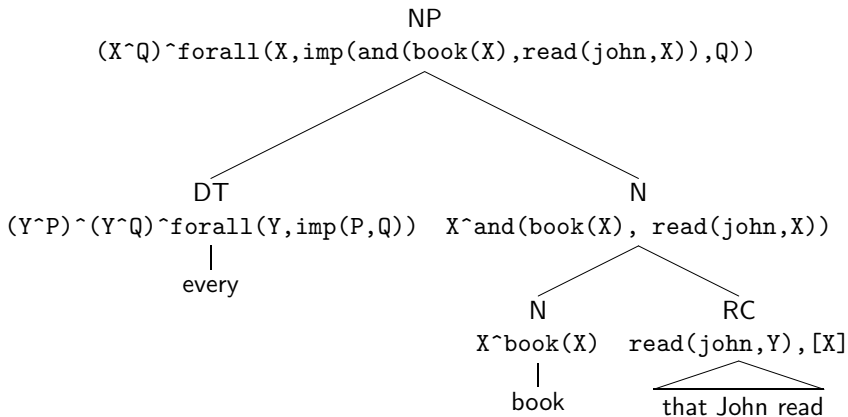 NP
(X^Q)^forall(X,imp(and(book(X),read(john,X)),Q))
DT N
(Y^P)^(Y^Q)^forall(Y,imp(P,Q)) X^and(book(X), read(john,X))
every
N RC
X^book(X) read(john,Y),[X]
book that John read